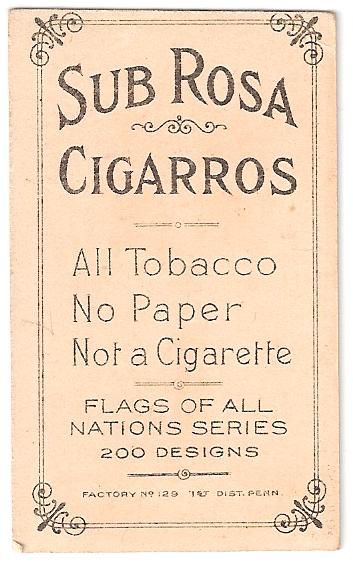 SUB ROSA
CIGARROS
All Tobacco
No Paper
Not a Cigarette
FLAGS OF ALL
NATIONS SERIES
200 DESIGNS
FACTORY No 129 1st DIST. PENN.